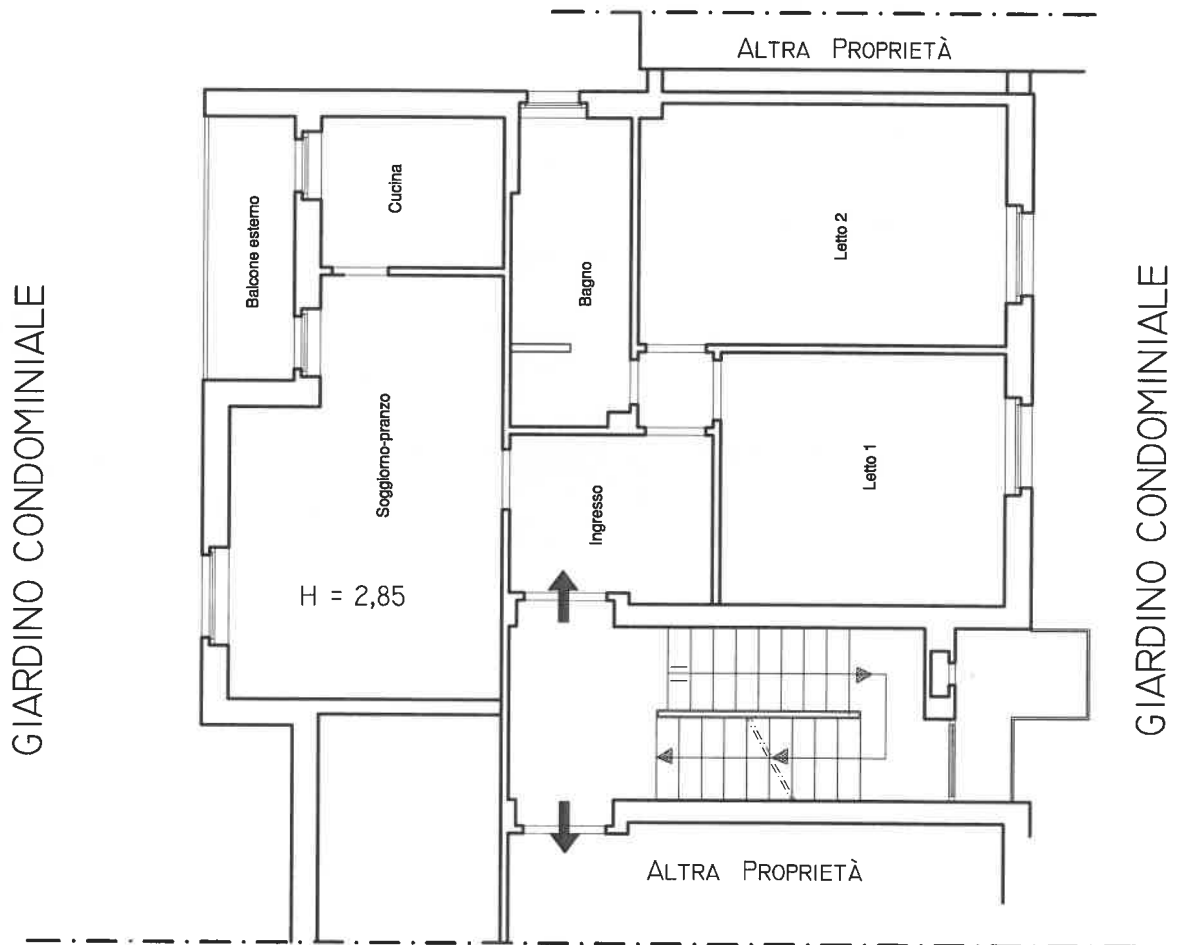 ALTRA PROPRIETÀ
Cucina
Balcone esterno
Letto 2
Bagno
GIARDINO CONDOMINIALE
GIARDINO CONDOMINIALE
Soggiorno-pranzo
Letto 1
Ingresso
H = 2,85
ALTRA PROPRIETÀ